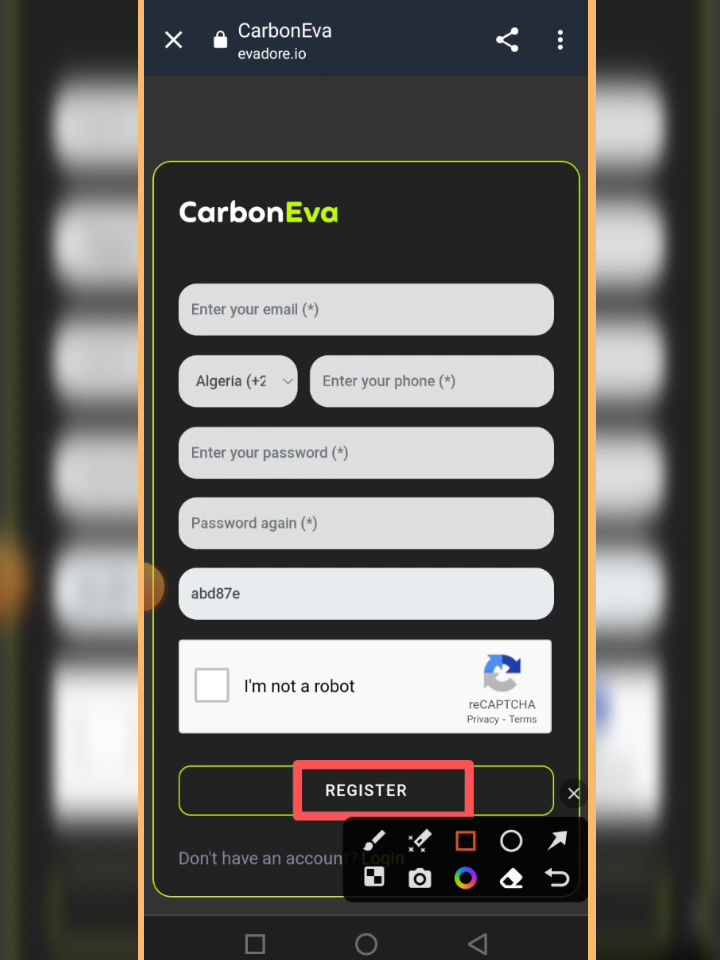 CarbonEva
evadore.io
CarbonEva
Enter your email (*)
Algeria (+2
Enter your phone (*)
Enter your password (*)
Password again (*)
abd87e
I'm not a robot
reCAPTCHA
Privacy - Terms
REGISTER
Don't have an account? Login